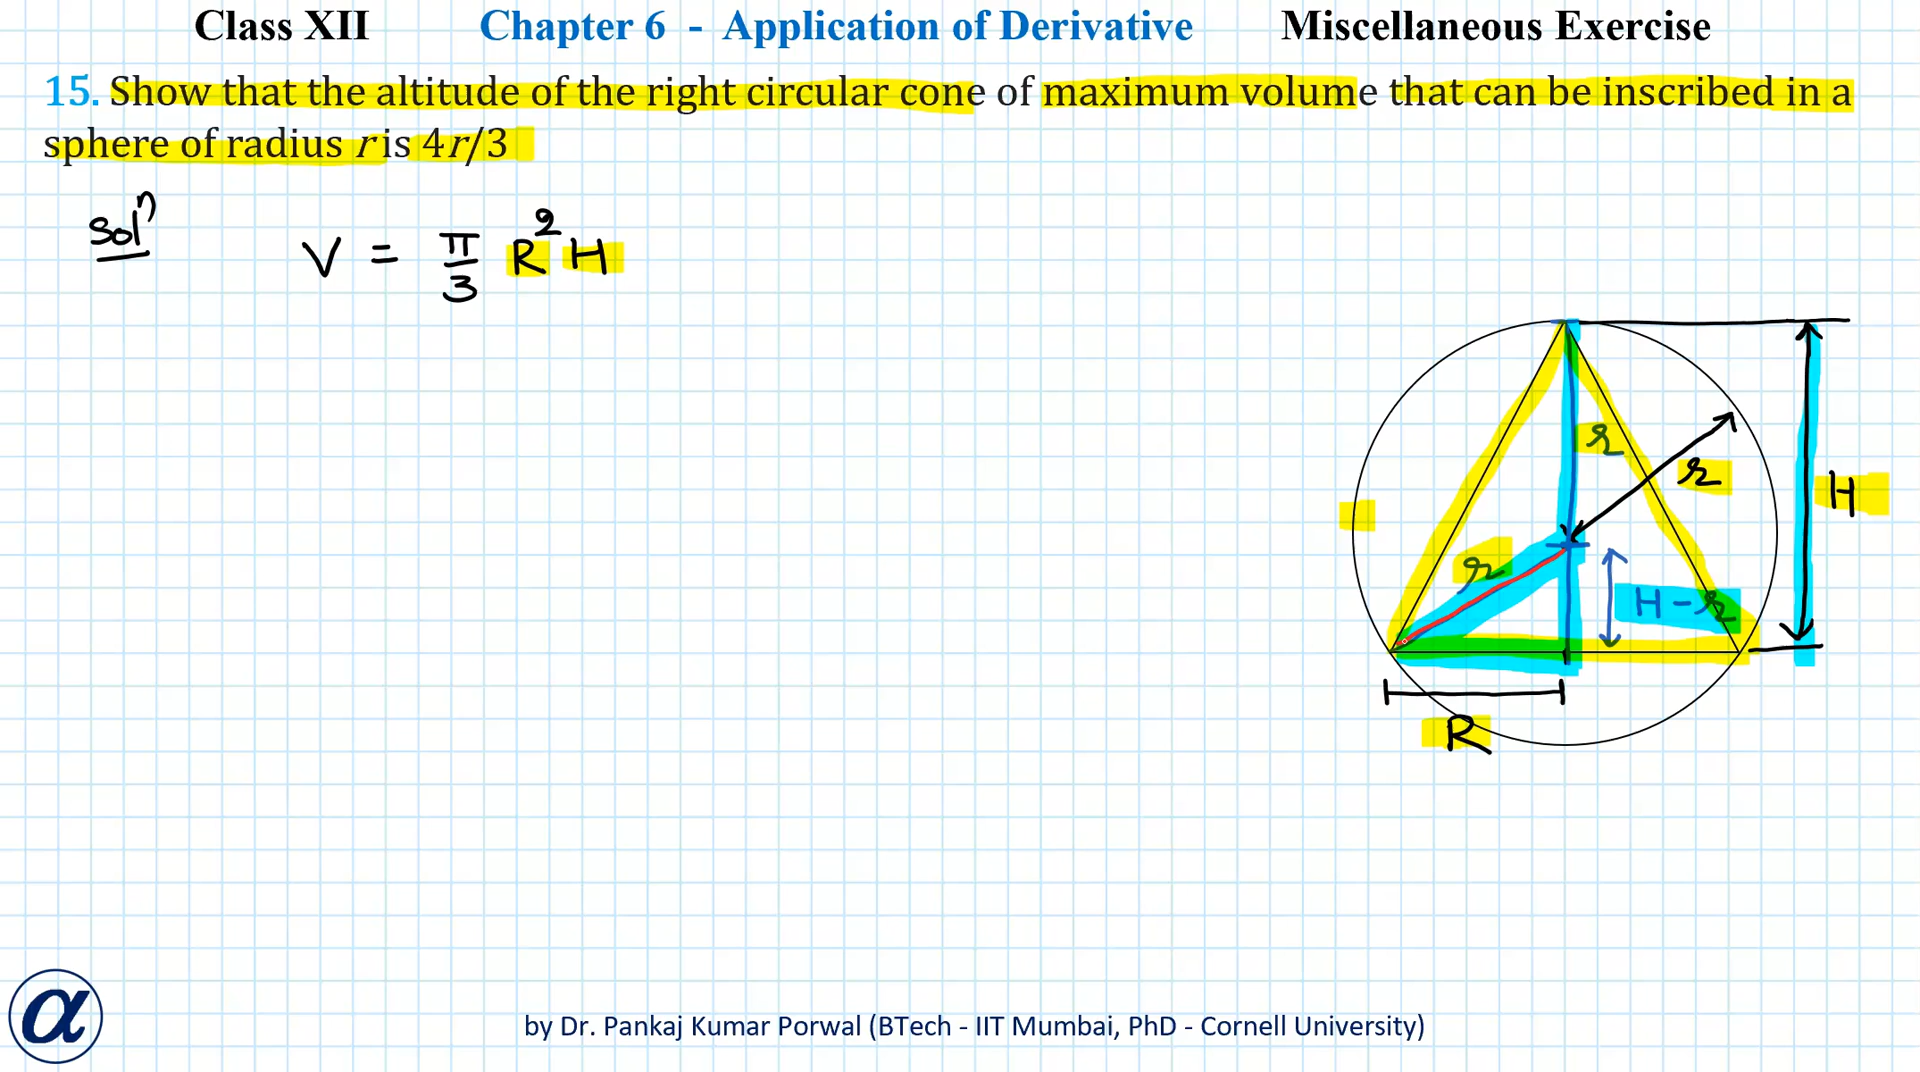 Class XII Chapter 6 - Application of Derivative Miscellaneous Exercise
15. Show that the altitude of the right circular cone of maximum volume that can be inscribed in a
sphere of radius r is 4r/3
Solⁿ
V = π/3 R² H
r
r
H
r
H - r
R
α
by Dr. Pankaj Kumar Porwal (BTech - IIT Mumbai, PhD - Cornell University)